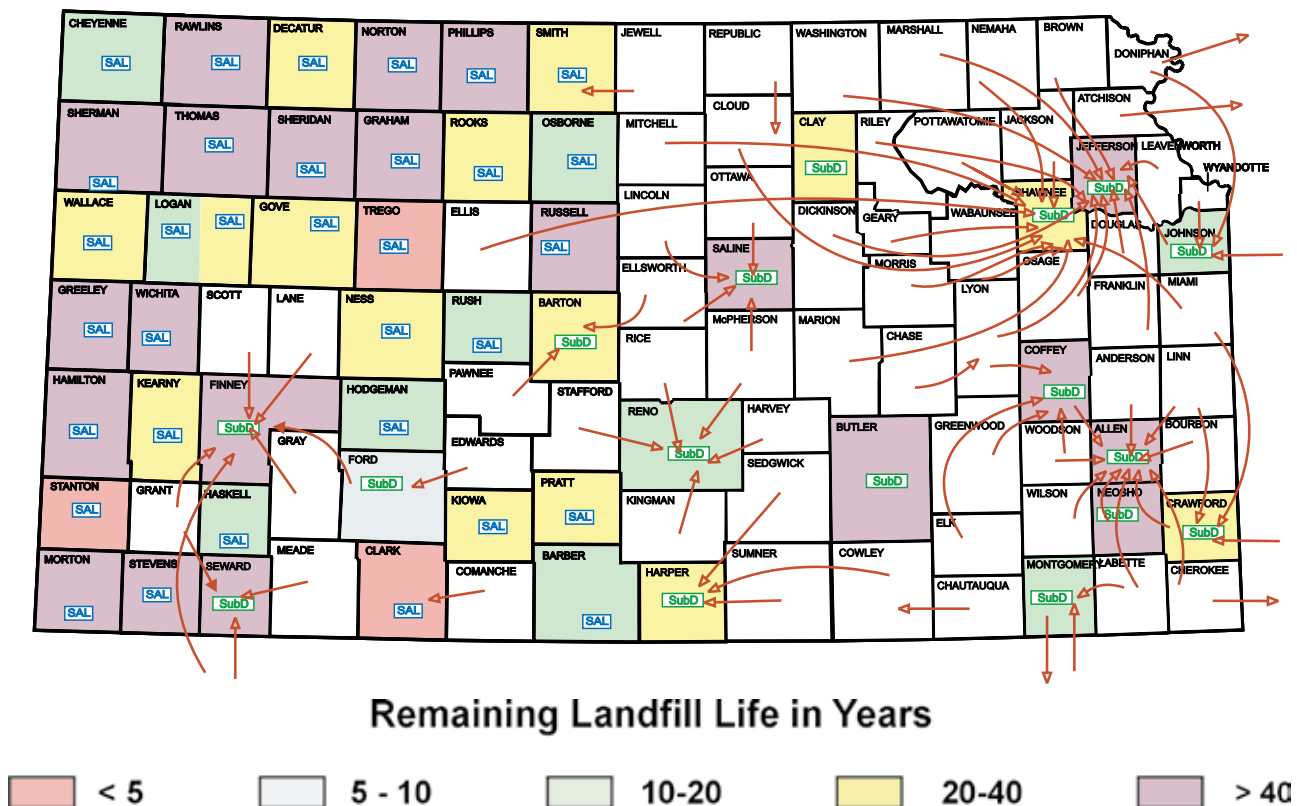 CHEYENNE RAWLINS DECATUR NORTON PHILLIPS SMITH JEWELL REPUBLIC WASHINGTON MARSHALL NEMAHA BROWN
DONIPHAN
SAL SAL SAL SAL SAL SAL
ATCHISON
CLOUD
SHERMAN THOMAS SHERIDAN GRAHAM ROOKS OSBORNE MITCHELL CLAY RILEY POTTAWATOMIE JACKSON
JEFFERSON LEAVENWORTH
SAL SAL SAL SAL SAL SAL SubD
WYANDOTTE
OTTAWA
SubD
LINCOLN
SHAWNEE
WALLACE LOGAN GOVE TREGO ELLIS RUSSELL DICKINSON GEARY WABAUNSEE
SubD
DOUGLAS JOHNSON
SAL SAL SAL SAL SAL SAL
SALINE
SubD
ELLSWORTH MORRIS OSAGE
SubD
GREELEY WICHITA SCOTT LANE NESS RUSH BARTON LYON FRANKLIN MIAMI
McPHERSON MARION
SAL SAL SAL SAL SubD
RICE CHASE
COFFEY ANDERSON LINN
HAMILTON KEARNY FINNEY HODGEMAN PAWNEE STAFFORD
SubD
RENO HARVEY
SAL SAL SubD SAL
GREENWOOD WOODSON ALLEN BOURBON
BUTLER
GRAY EDWARDS
SubD SubD
FORD SEDGWICK
SubD SubD
STANTON GRANT HASKELL KIOWA PRATT KINGMAN WILSON NEOSHO CRAWFORD
SAL SAL SAL SAL SubD
ELK SubD
MORTON STEVENS SEWARD MEADE CLARK COMANCHE BARBER HARPER SUMNER COWLEY CHAUTAUQUA MONTGOMERY LABETTE CHEROKEE
SAL SAL SubD SAL SAL SubD SubD
Remaining Landfill Life in Years
< 5 5 - 10 10-20 20-40 > 40